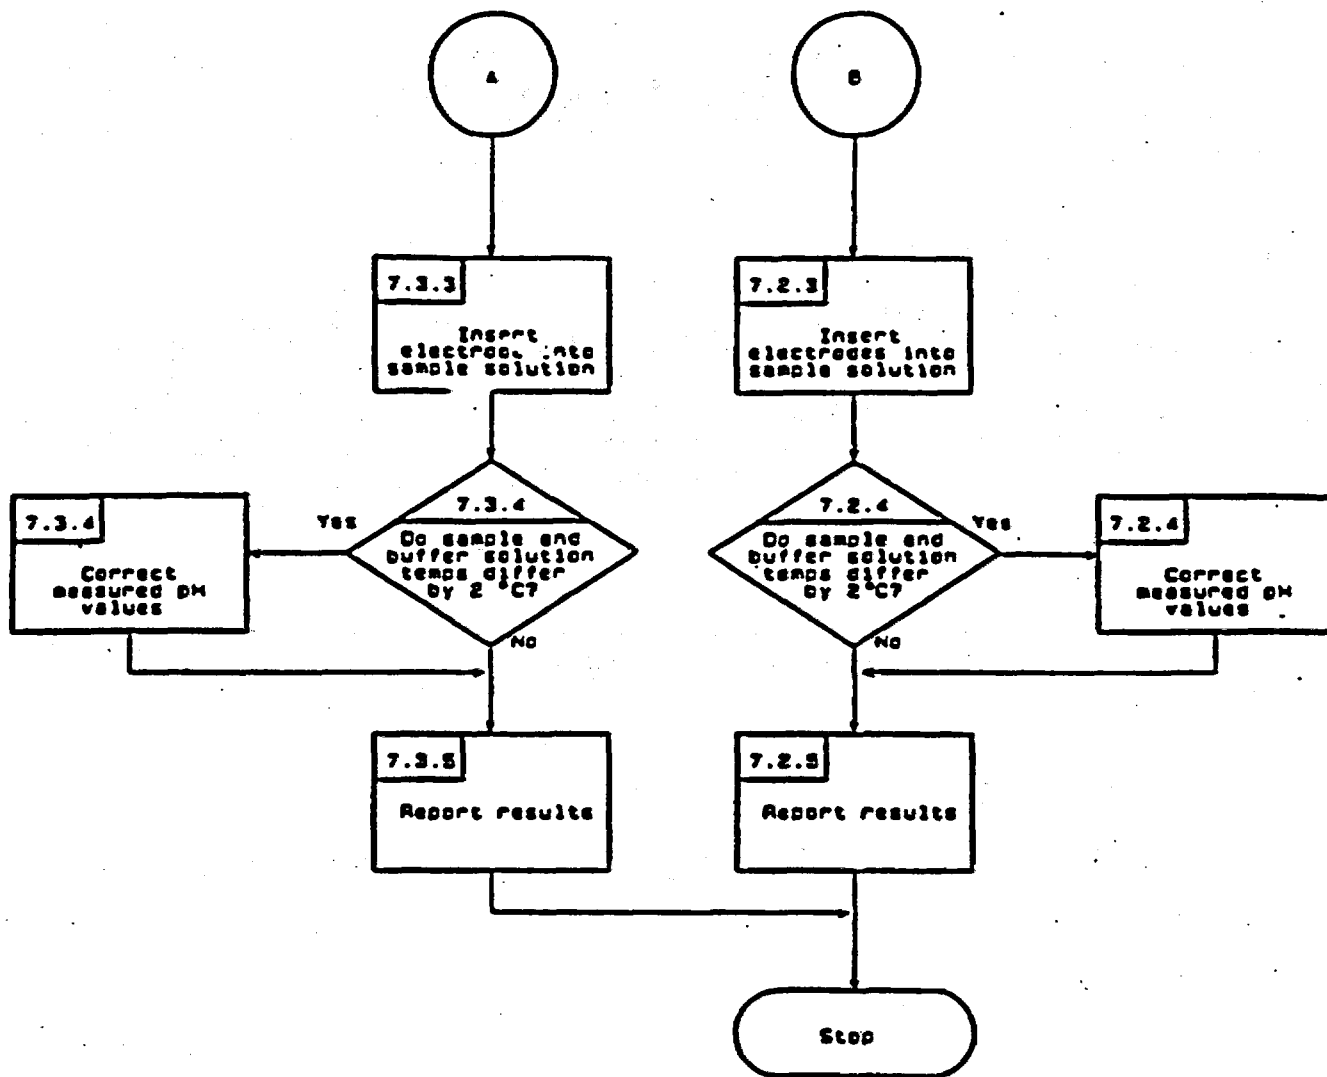 A
B
7.3.3
Insert
electrodes into
sample solution
7.2.3
Insert
electrodes into
sample solution
7.3.4
Do sample and
buffer solution
temps differ
by 2 °C?
Yes
No
7.3.4
Correct
measured pH
values
7.2.4
Do sample and
buffer solution
temps differ
by 2°C?
Yes
No
7.2.4
Correct
measured pH
values
7.3.5
Report results
7.2.5
Report results
Stop